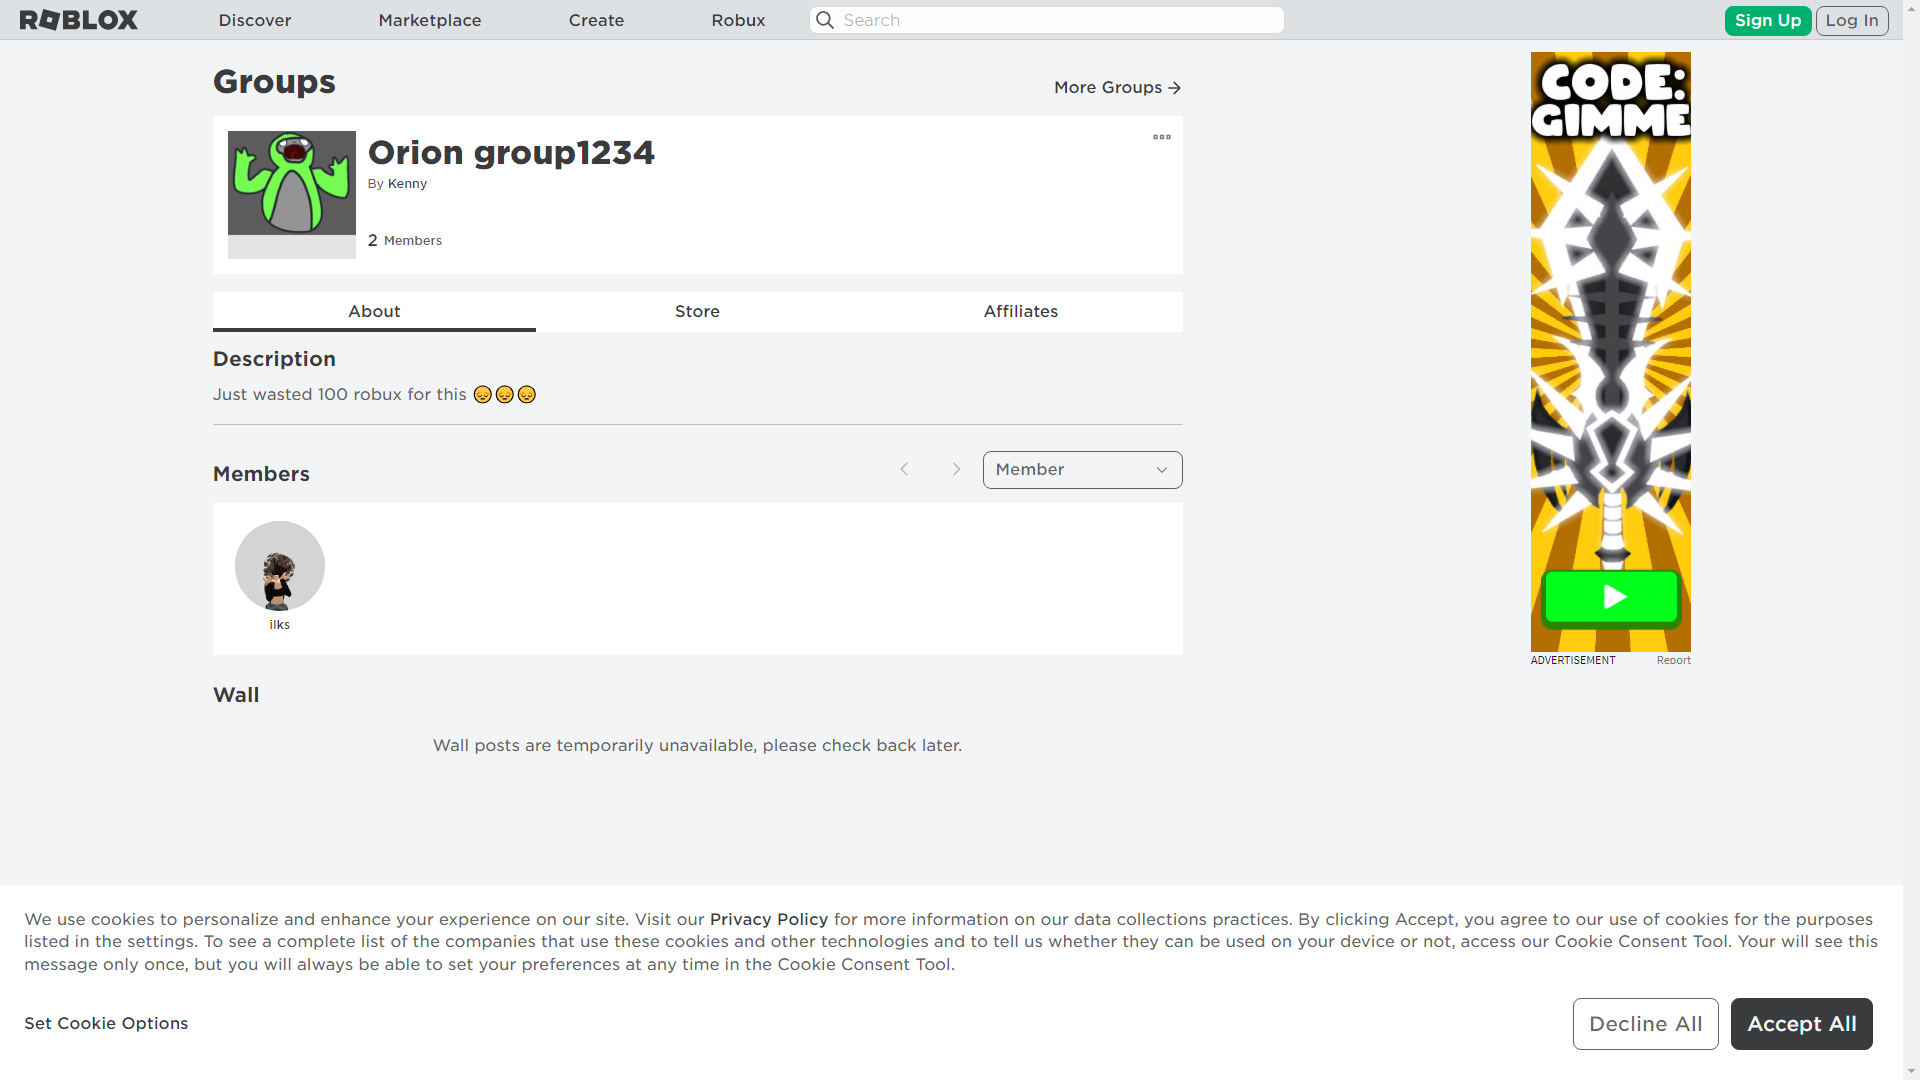 ROBLOX
Discover
Marketplace
Create
Robux
Search
Sign Up
Log In
Groups
More Groups
Orion group1234
By Kenny
2 Members
About
Store
Affiliates
Description
Just wasted 100 robux for this 😔😔😔
Members
Member
ilks
Wall
Wall posts are temporarily unavailable, please check back later.
CODE:
GIMME
ADVERTISEMENT
Report
We use cookies to personalize and enhance your experience on our site. Visit our Privacy Policy for more information on our data collections practices. By clicking Accept, you agree to our use of cookies for the purposes
listed in the settings. To see a complete list of the companies that use these cookies and other technologies and to tell us whether they can be used on your device or not, access our Cookie Consent Tool. Your will see this
message only once, but you will always be able to set your preferences at any time in the Cookie Consent Tool.
Set Cookie Options
Decline All
Accept All